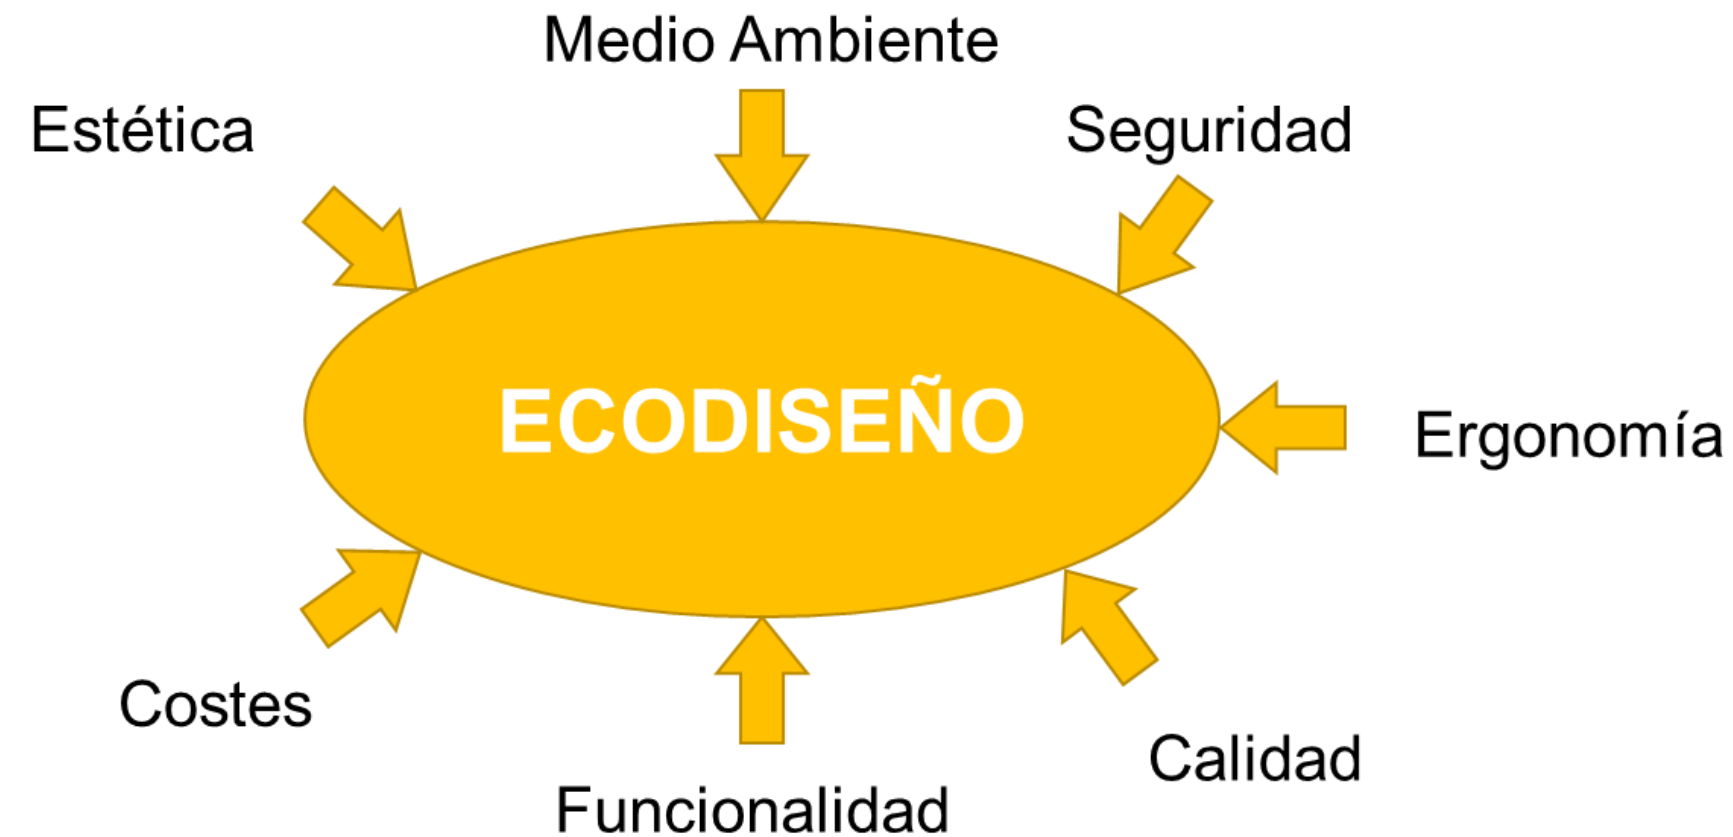 Medio Ambiente
Estética
Seguridad
ECODISEÑO
Ergonomía
Costes
Calidad
Funcionalidad